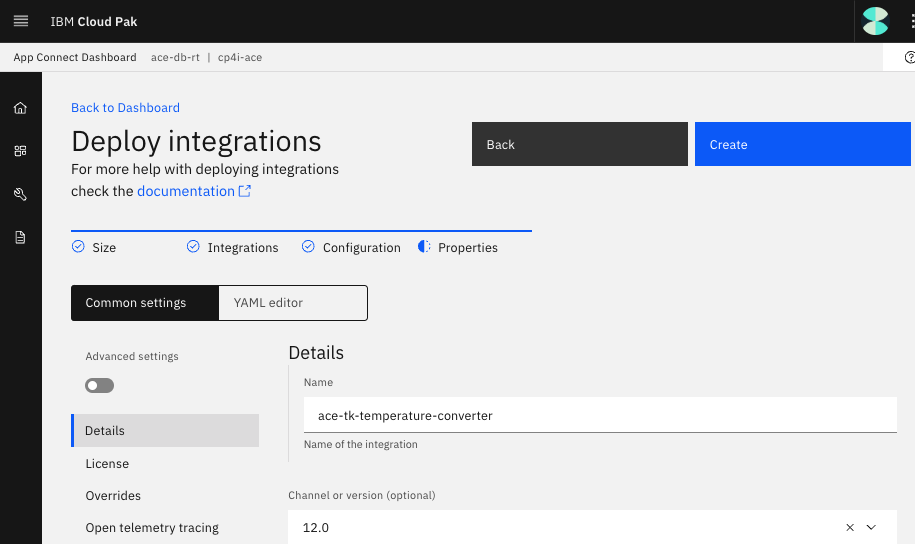 IBM Cloud Pak
App Connect Dashboard ace-db-rt | cp4i-ace
Back to Dashboard
Deploy integrations
For more help with deploying integrations
check the documentation
Back
Create
Size
Integrations
Configuration
Properties
Common settings
YAML editor
Advanced settings
Details
License
Overrides
Open telemetry tracing
Details
Name
ace-tk-temperature-converter
Name of the integration
Channel or version (optional)
12.0